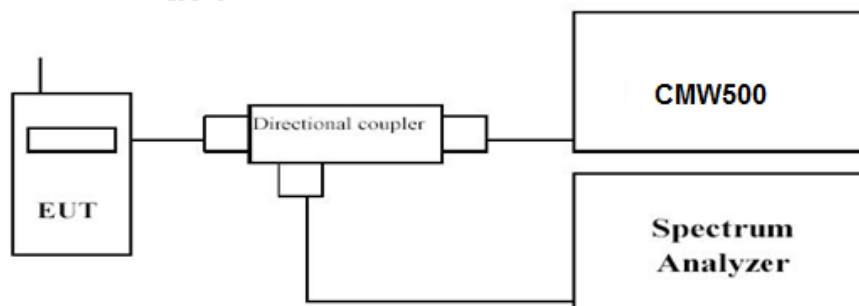 EUT
Directional coupler
CMW500
Spectrum
Analyzer